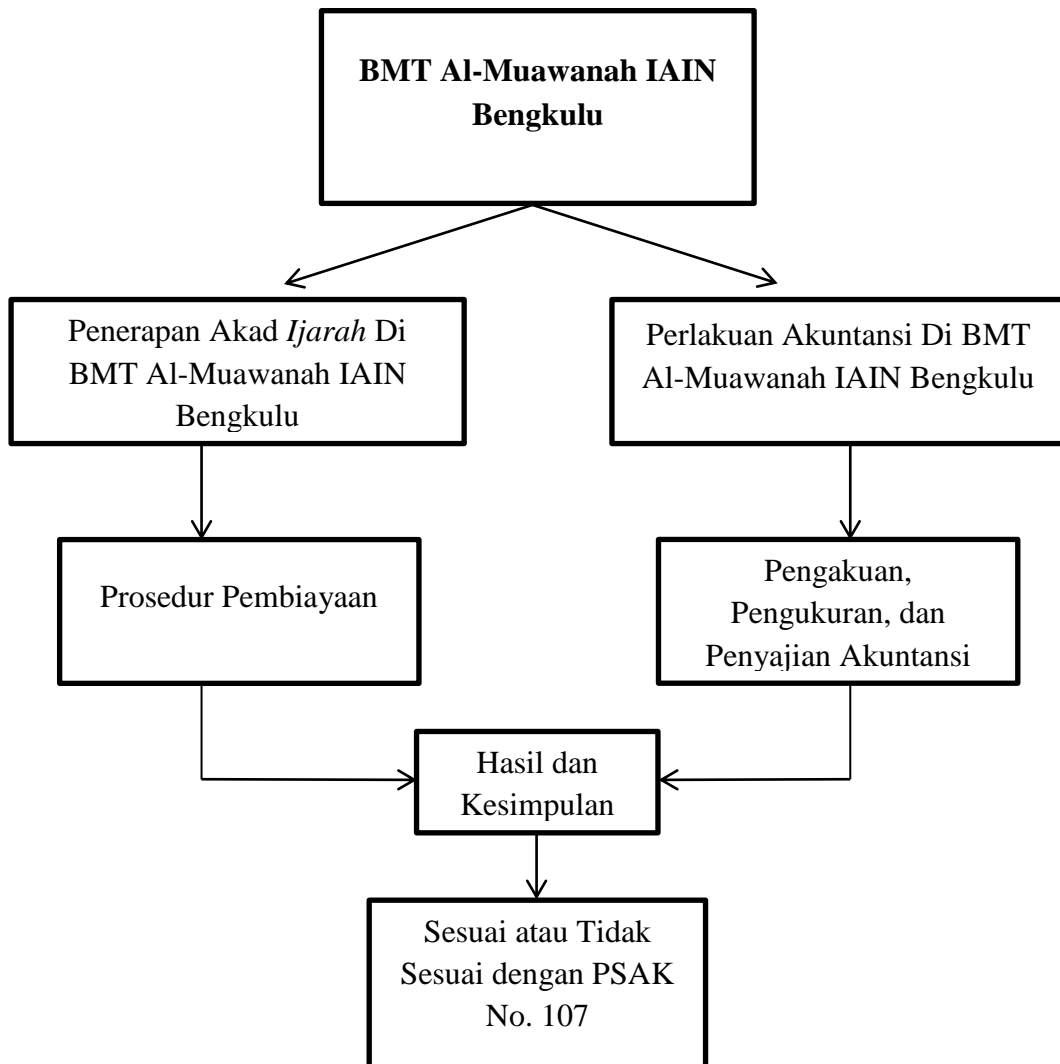 BMT Al-Muawanah IAIN
Bengkulu
Penerapan Akad Ijarah Di
BMT Al-Muawanah IAIN
Bengkulu
Perlakuan Akuntansi Di BMT
Al-Muawanah IAIN Bengkulu
Prosedur Pembiayaan
Pengakuan,
Pengukuran, dan
Penyajian Akuntansi
Hasil dan
Kesimpulan
Sesuai atau Tidak
Sesuai dengan PSAK
No. 107